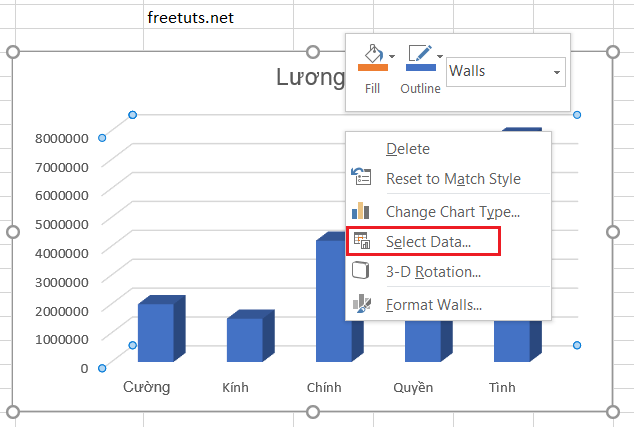 freetuts.net
Lương
Fill
Outline
Walls
Delete
Reset to Match Style
Change Chart Type...
Select Data...
3-D Rotation...
Format Walls...
8000000
7000000
6000000
5000000
4000000
3000000
2000000
1000000
0
Cường Kính Chính Quyền Tình